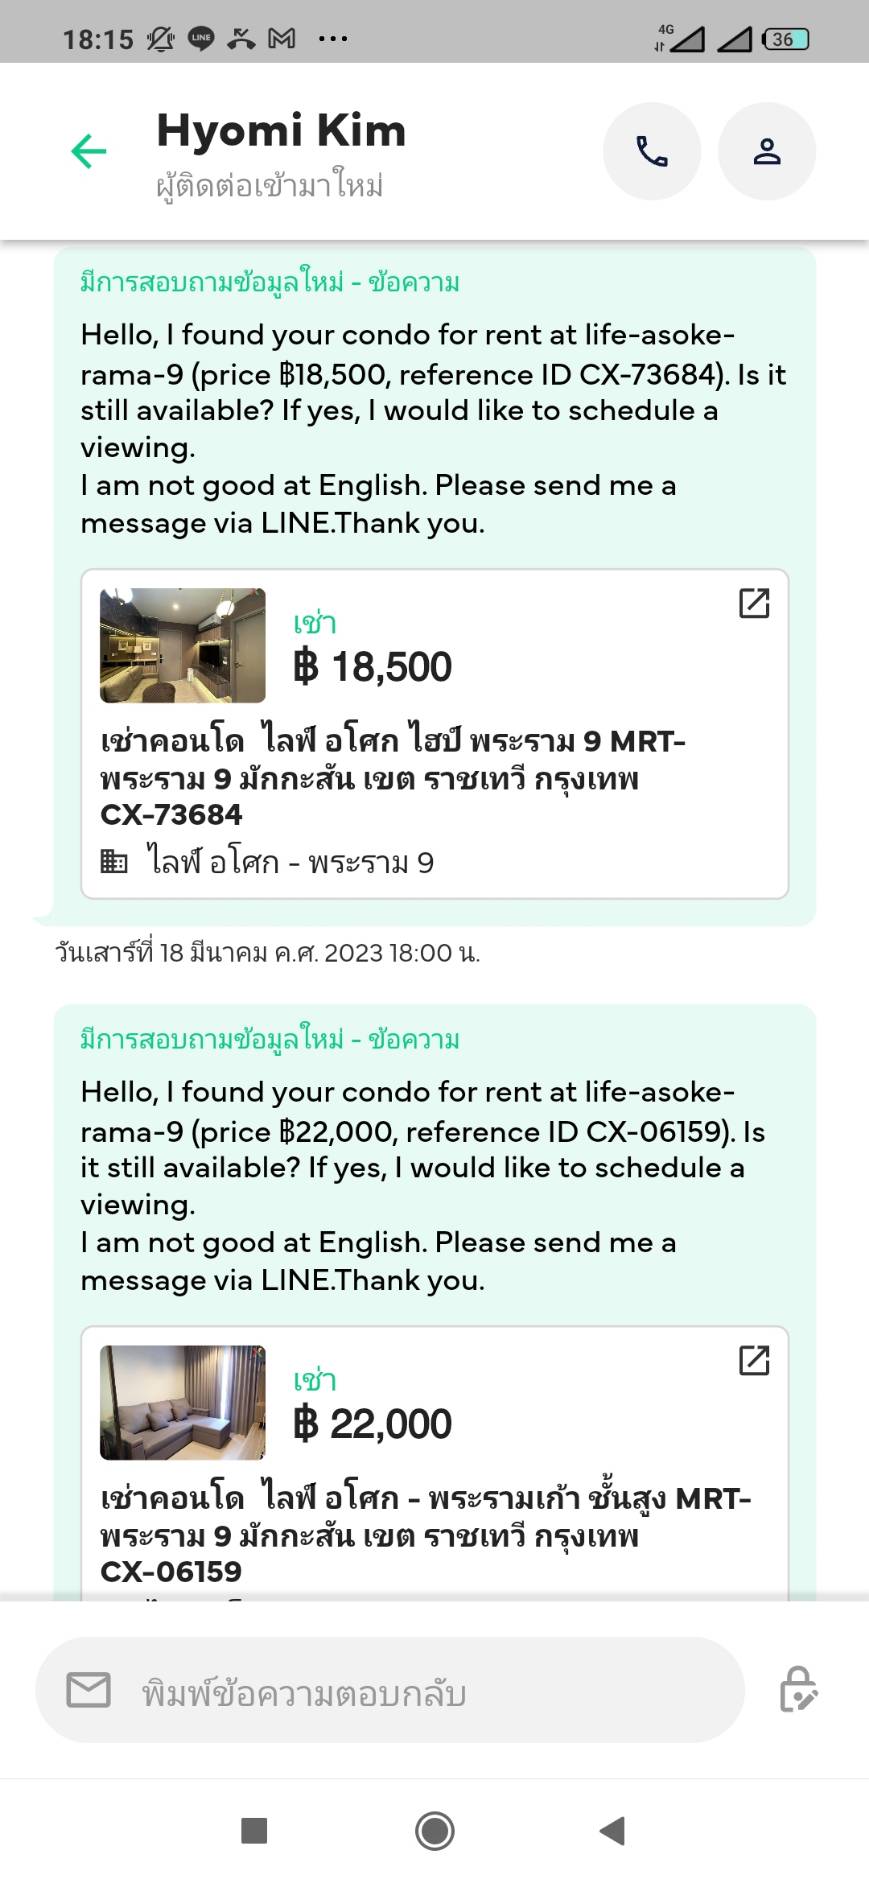 18:15 LINE 4G 36
Hyomi Kim
ผู้ติดต่อเข้ามาใหม่
มีการสอบถามข้อมูลใหม่ - ข้อความ
Hello, I found your condo for rent at life-asoke-
rama-9 (price ฿18,500, reference ID CX-73684). Is it
still available? If yes, I would like to schedule a
viewing.
I am not good at English. Please send me a
message via LINE.Thank you.
เช่า
฿ 18,500
เช่าคอนโด ไลฟ์ อโศก ไฮป์ พระราม 9 MRT-
พระราม 9 มักกะสัน เขต ราชเทวี กรุงเทพ
CX-73684
ไลฟ์ อโศก - พระราม 9
วันเสาร์ที่ 18 มีนาคม ค.ศ. 2023 18:00 น.
มีการสอบถามข้อมูลใหม่ - ข้อความ
Hello, I found your condo for rent at life-asoke-
rama-9 (price ฿22,000, reference ID CX-06159). Is
it still available? If yes, I would like to schedule a
viewing.
I am not good at English. Please send me a
message via LINE.Thank you.
เช่า
฿ 22,000
เช่าคอนโด ไลฟ์ อโศก - พระรามเก้า ชั้นสูง MRT-
พระราม 9 มักกะสัน เขต ราชเทวี กรุงเทพ
CX-06159
พิมพ์ข้อความตอบกลับ